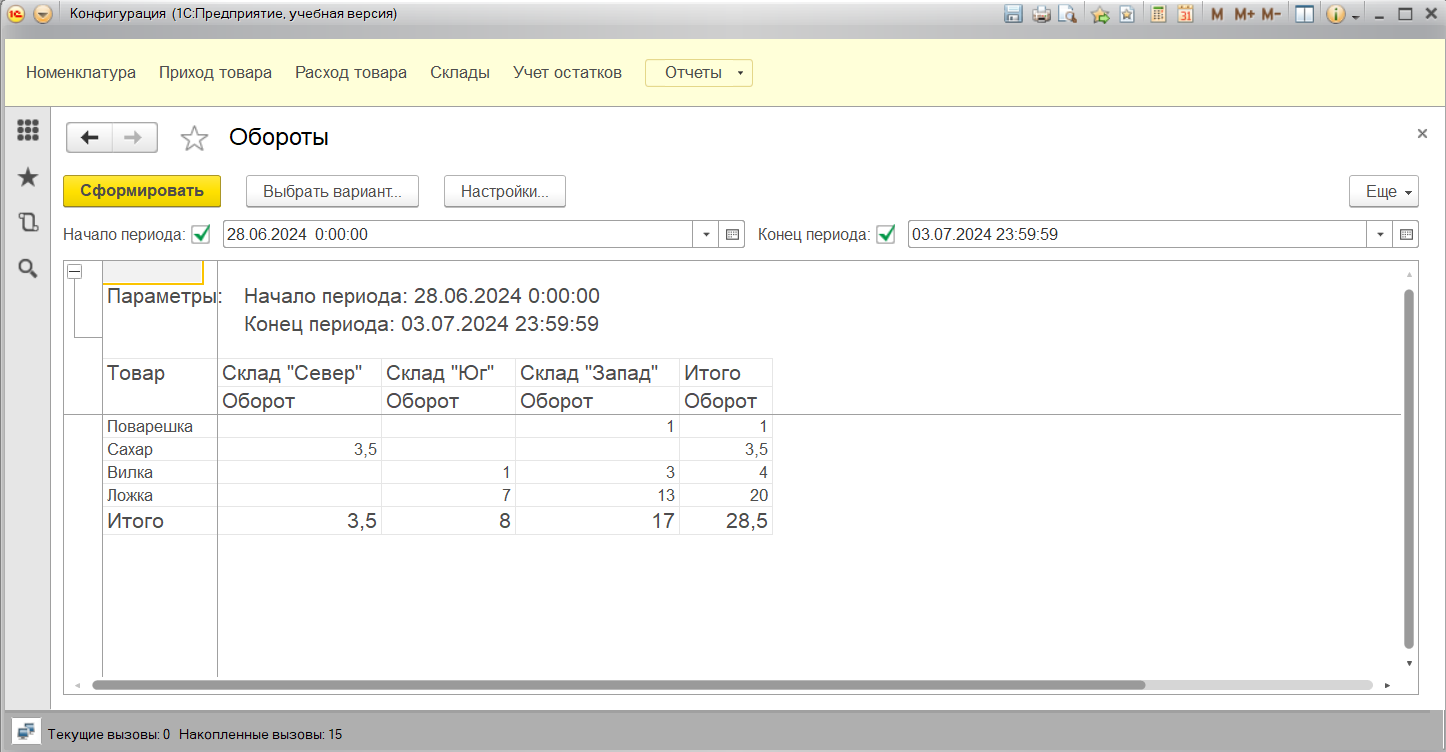 Конфигурация (1С:Предприятие, учебная версия)
31 M M+ M-
Номенклатура Приход товара Расход товара Склады Учет остатков Отчеты
Обороты
Сформировать Выбрать вариант... Настройки... Еще
Начало периода: 28.06.2024 0:00:00 Конец периода: 03.07.2024 23:59:59
Параметры: Начало периода: 28.06.2024 0:00:00
Конец периода: 03.07.2024 23:59:59
Товар Склад "Север" Склад "Юг" Склад "Запад" Итого
Оборот Оборот Оборот Оборот
Поварешка 1 1
Сахар 3,5 3,5
Вилка 1 3 4
Ложка 7 13 20
Итого 3,5 8 17 28,5
Текущие вызовы: 0 Накопленные вызовы: 15